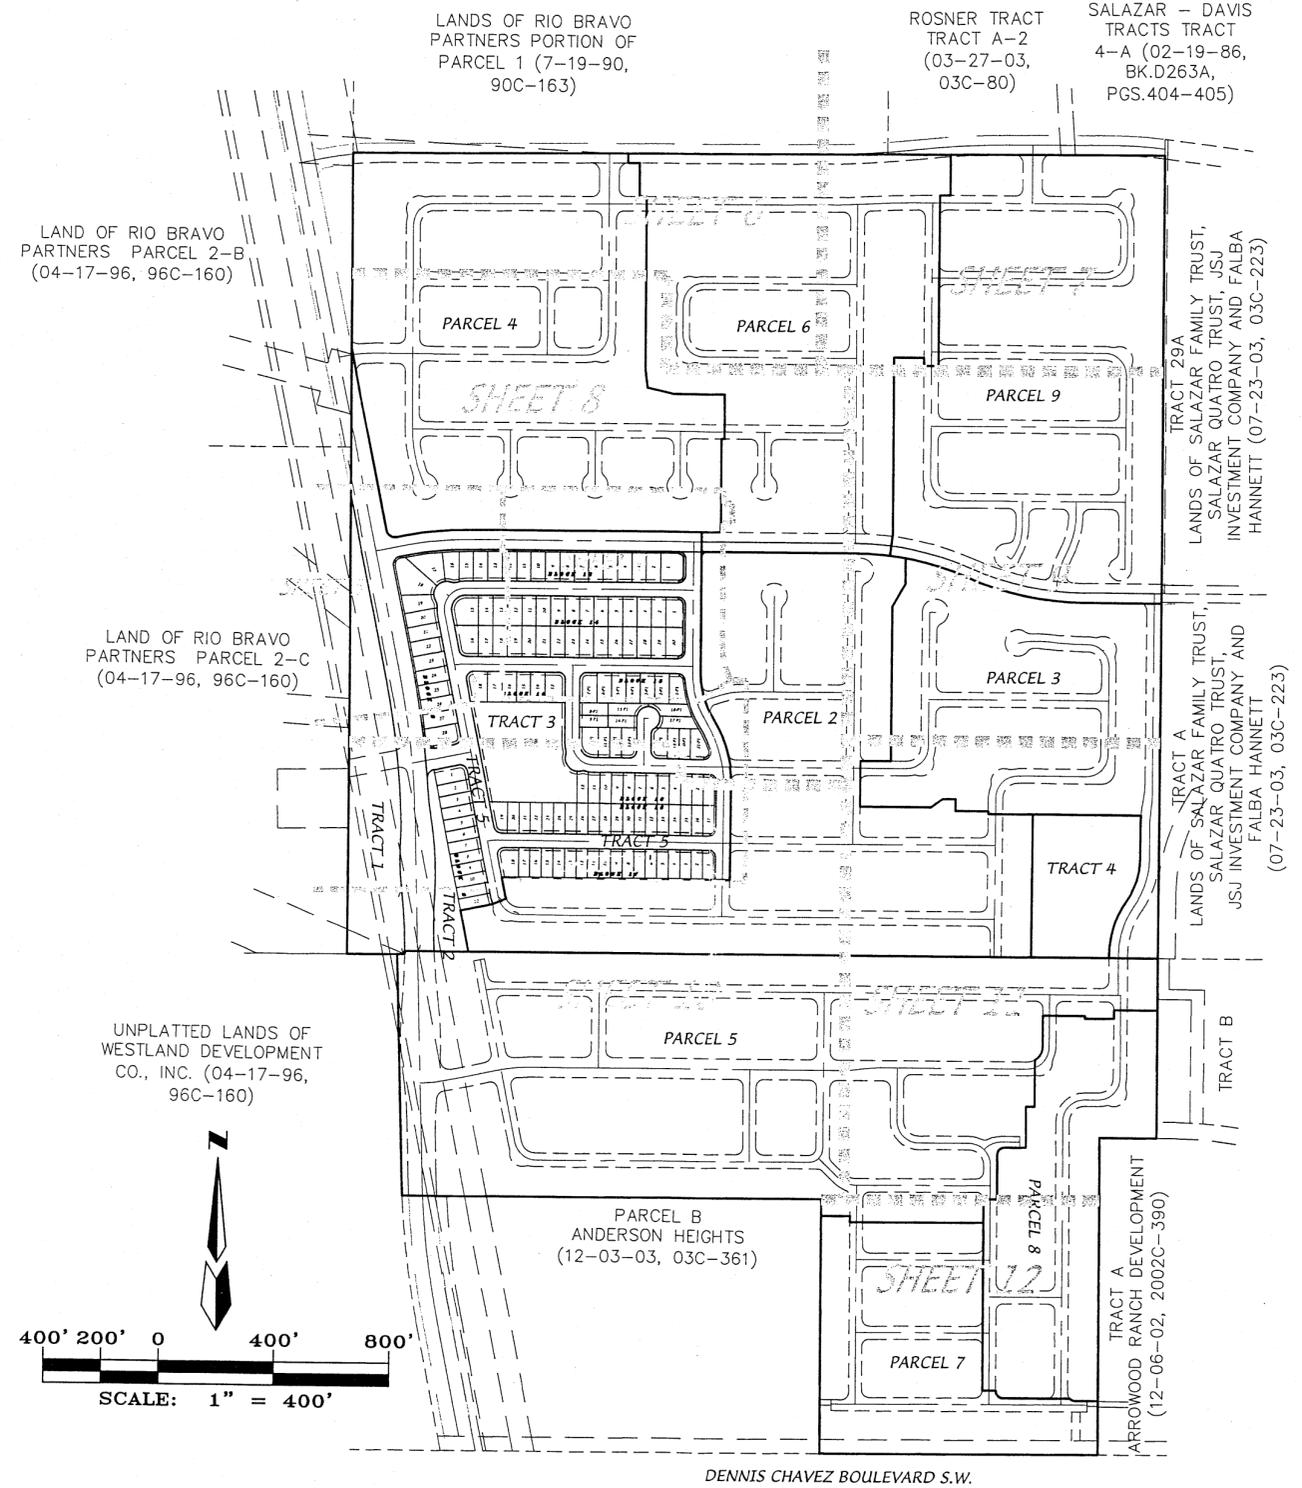 LANDS OF RIO BRAVO
PARTNERS PORTION OF
PARCEL 1 (7-19-90,
90C-163)
ROSNER TRACT
TRACT A-2
(03-27-03,
03C-80)
SALAZAR - DAVIS
TRACTS TRACT
4-A (02-19-86,
BK.D263A,
PGS.404-405)
LAND OF RIO BRAVO
PARTNERS PARCEL 2-B
(04-17-96, 96C-160)
SHEET 7
PARCEL 4
PARCEL 6
SHEET 8
PARCEL 9
TRACT 29A
LANDS OF SALAZAR FAMILY TRUST,
SALAZAR QUATRO TRUST, JSJ
INVESTMENT COMPANY AND FALBA
HANNETT (07-23-03, 03C-223)
LAND OF RIO BRAVO
PARTNERS PARCEL 2-C
(04-17-96, 96C-160)
TRACT 3
PARCEL 2
PARCEL 3
TRACT 5
TRACT 1
TRACT 5
TRACT 2
TRACT 4
TRACT A
LANDS OF SALAZAR FAMILY TRUST,
SALAZAR QUATRO TRUST,
JSJ INVESTMENT COMPANY AND
FALBA HANNETT
(07-23-03, 03C-223)
SHEET 11
PARCEL 5
TRACT B
UNPLATTED LANDS OF
WESTLAND DEVELOPMENT
CO., INC. (04-17-96,
96C-160)
N
PARCEL B
ANDERSON HEIGHTS
(12-03-03, 03C-361)
PARCEL 8
SHEET 12
PARCEL 7
TRACT A
ARROWOOD RANCH DEVELOPMENT
(12-06-02, 2002C-390)
400' 200' 0 400' 800'
SCALE: 1" = 400'
DENNIS CHAVEZ BOULEVARD S.W.